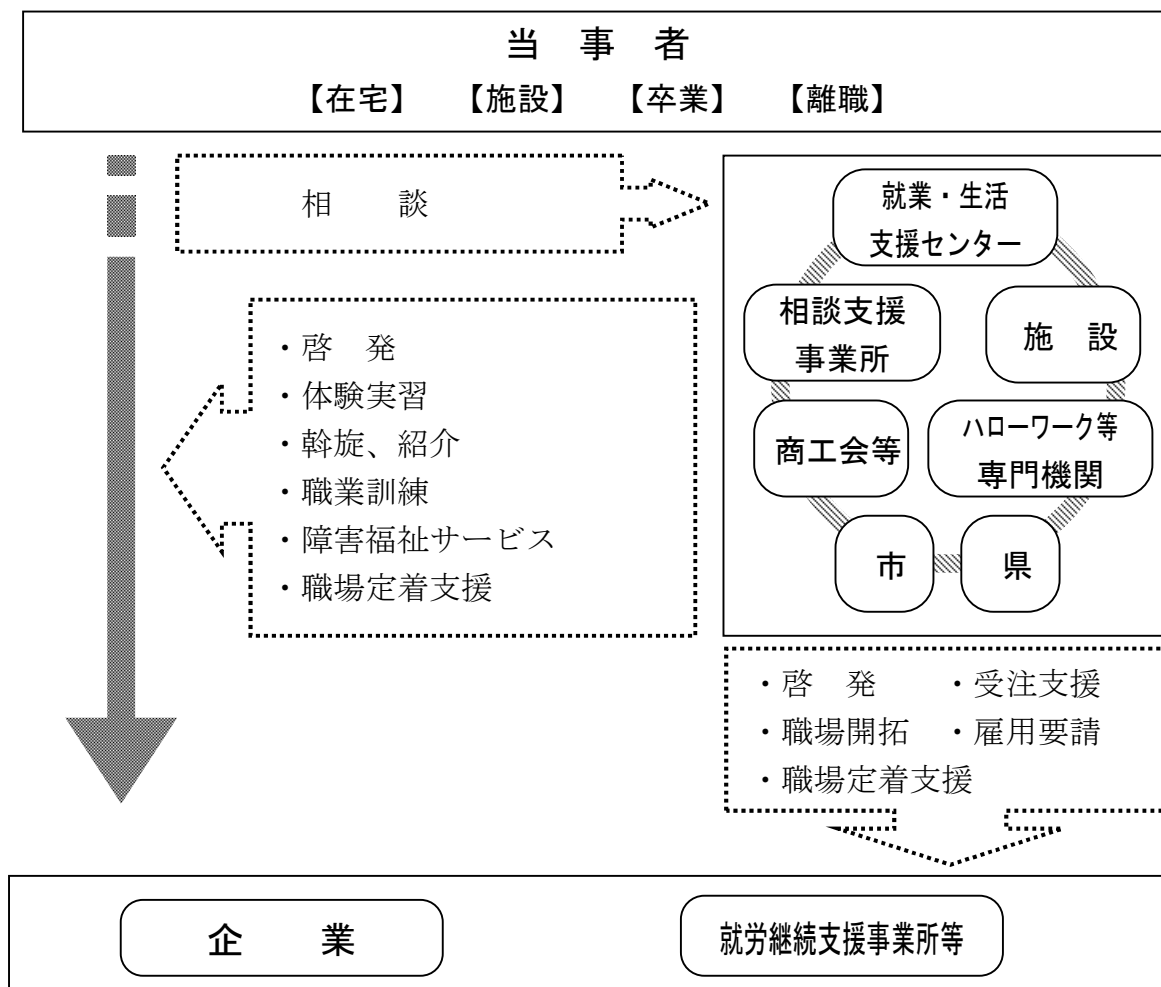 当　事　者
【在宅】　【施設】　【卒業】　【離職】
相　　談
就業・生活
支援センター
相談支援
事業所
施　設
商工会等
ハローワーク等
専門機関
市
県
・啓　発
・体験実習
・斡旋、紹介
・職業訓練
・障害福祉サービス
・職場定着支援
・啓　発　　・受注支援
・職場開拓　・雇用要請
・職場定着支援
企　　業
就労継続支援事業所等